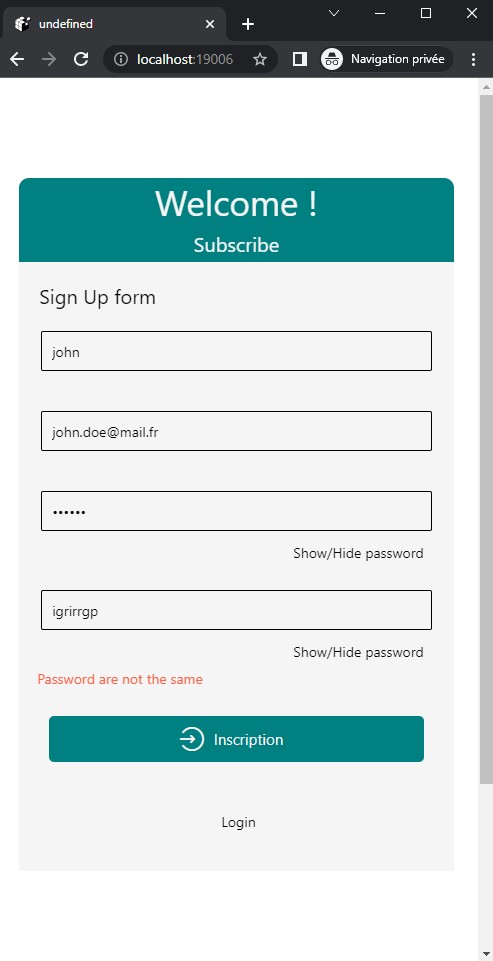 undefined
localhost:19006
Navigation privée
Welcome !
Subscribe
Sign Up form
john
john.doe@mail.fr
••••••
Show/Hide password
igrirrgp
Show/Hide password
Password are not the same
Inscription
Login